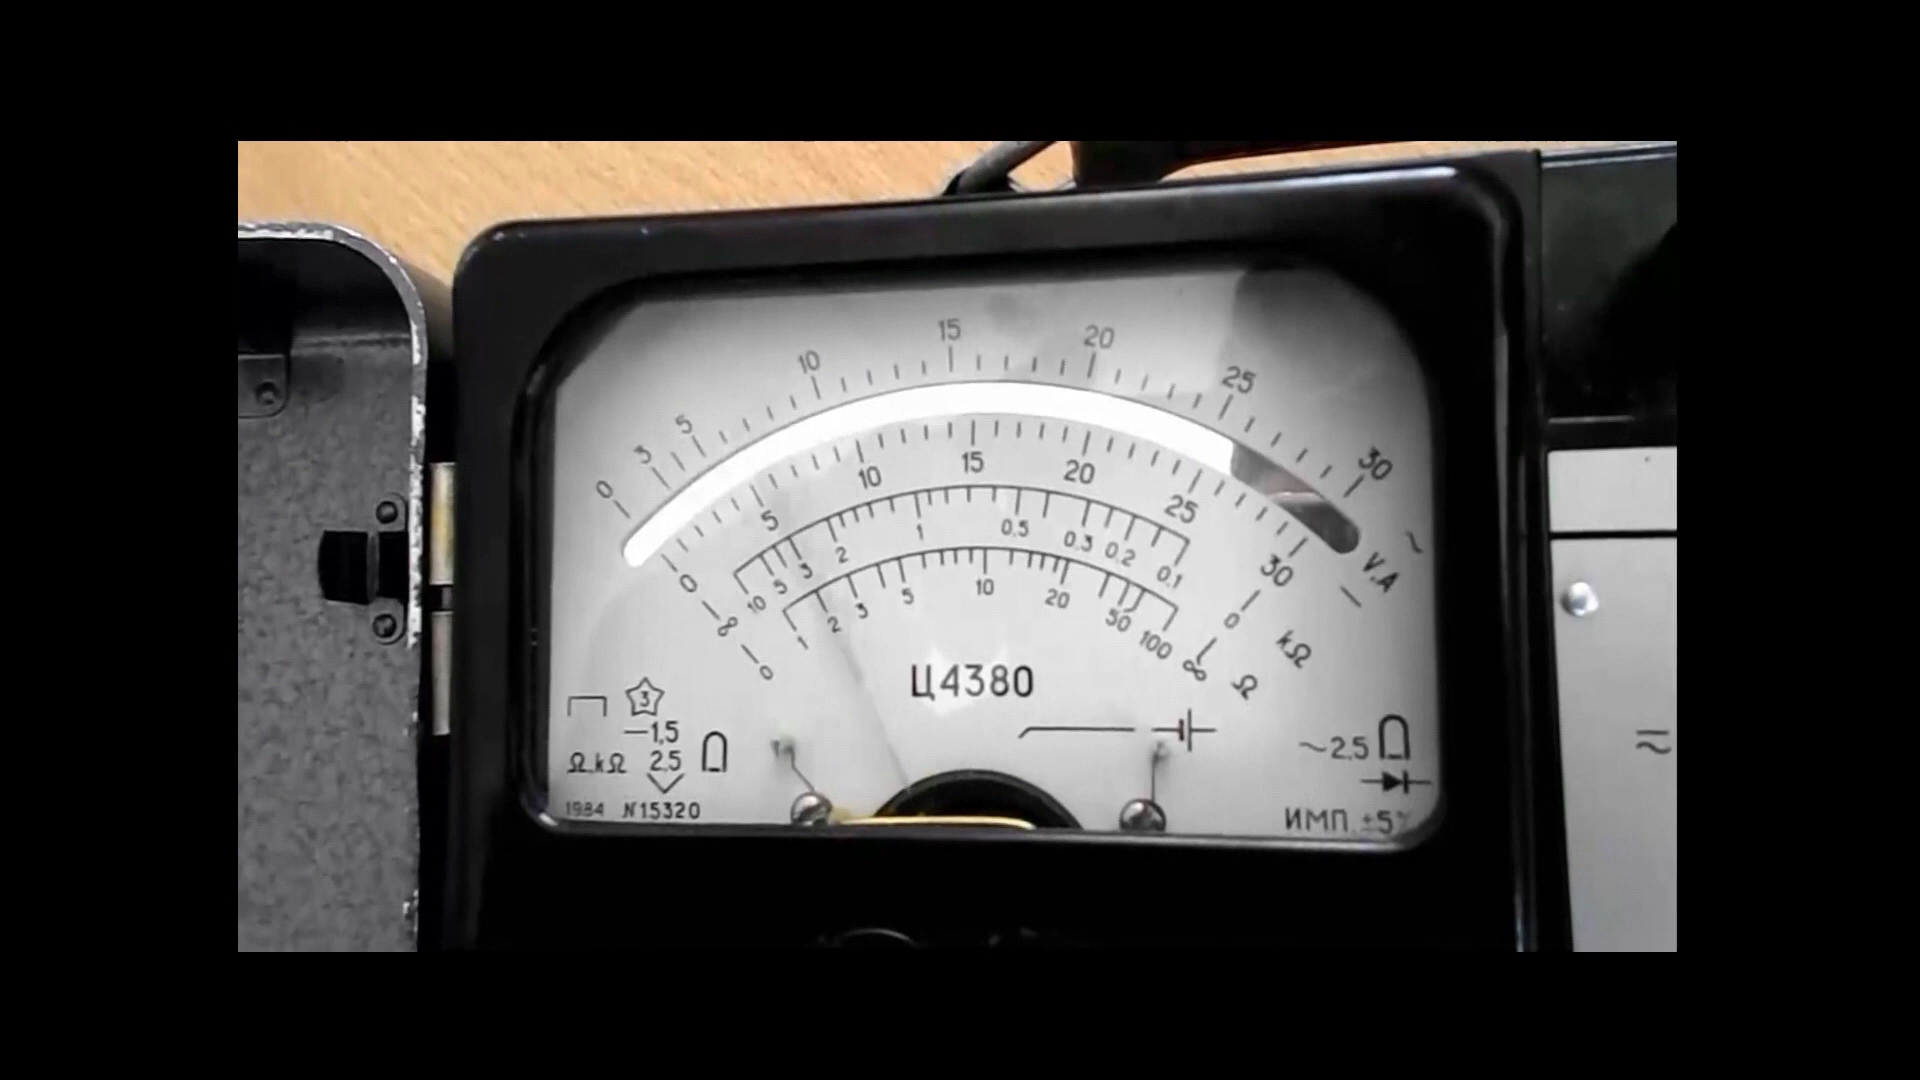 0 3 5 10 15 20 25 30 ~
0 5 10 15 20 25 30 — V.A
∞ 10 5 3 2 1 0,5 0,3 0,2 0,1 0 kΩ
0 1 2 3 5 10 20 50 100 ∞ Ω
Ц4380
3
—1,5
Ω,kΩ 2,5
1984 N15320
~2,5
ИМП.±5%
≂